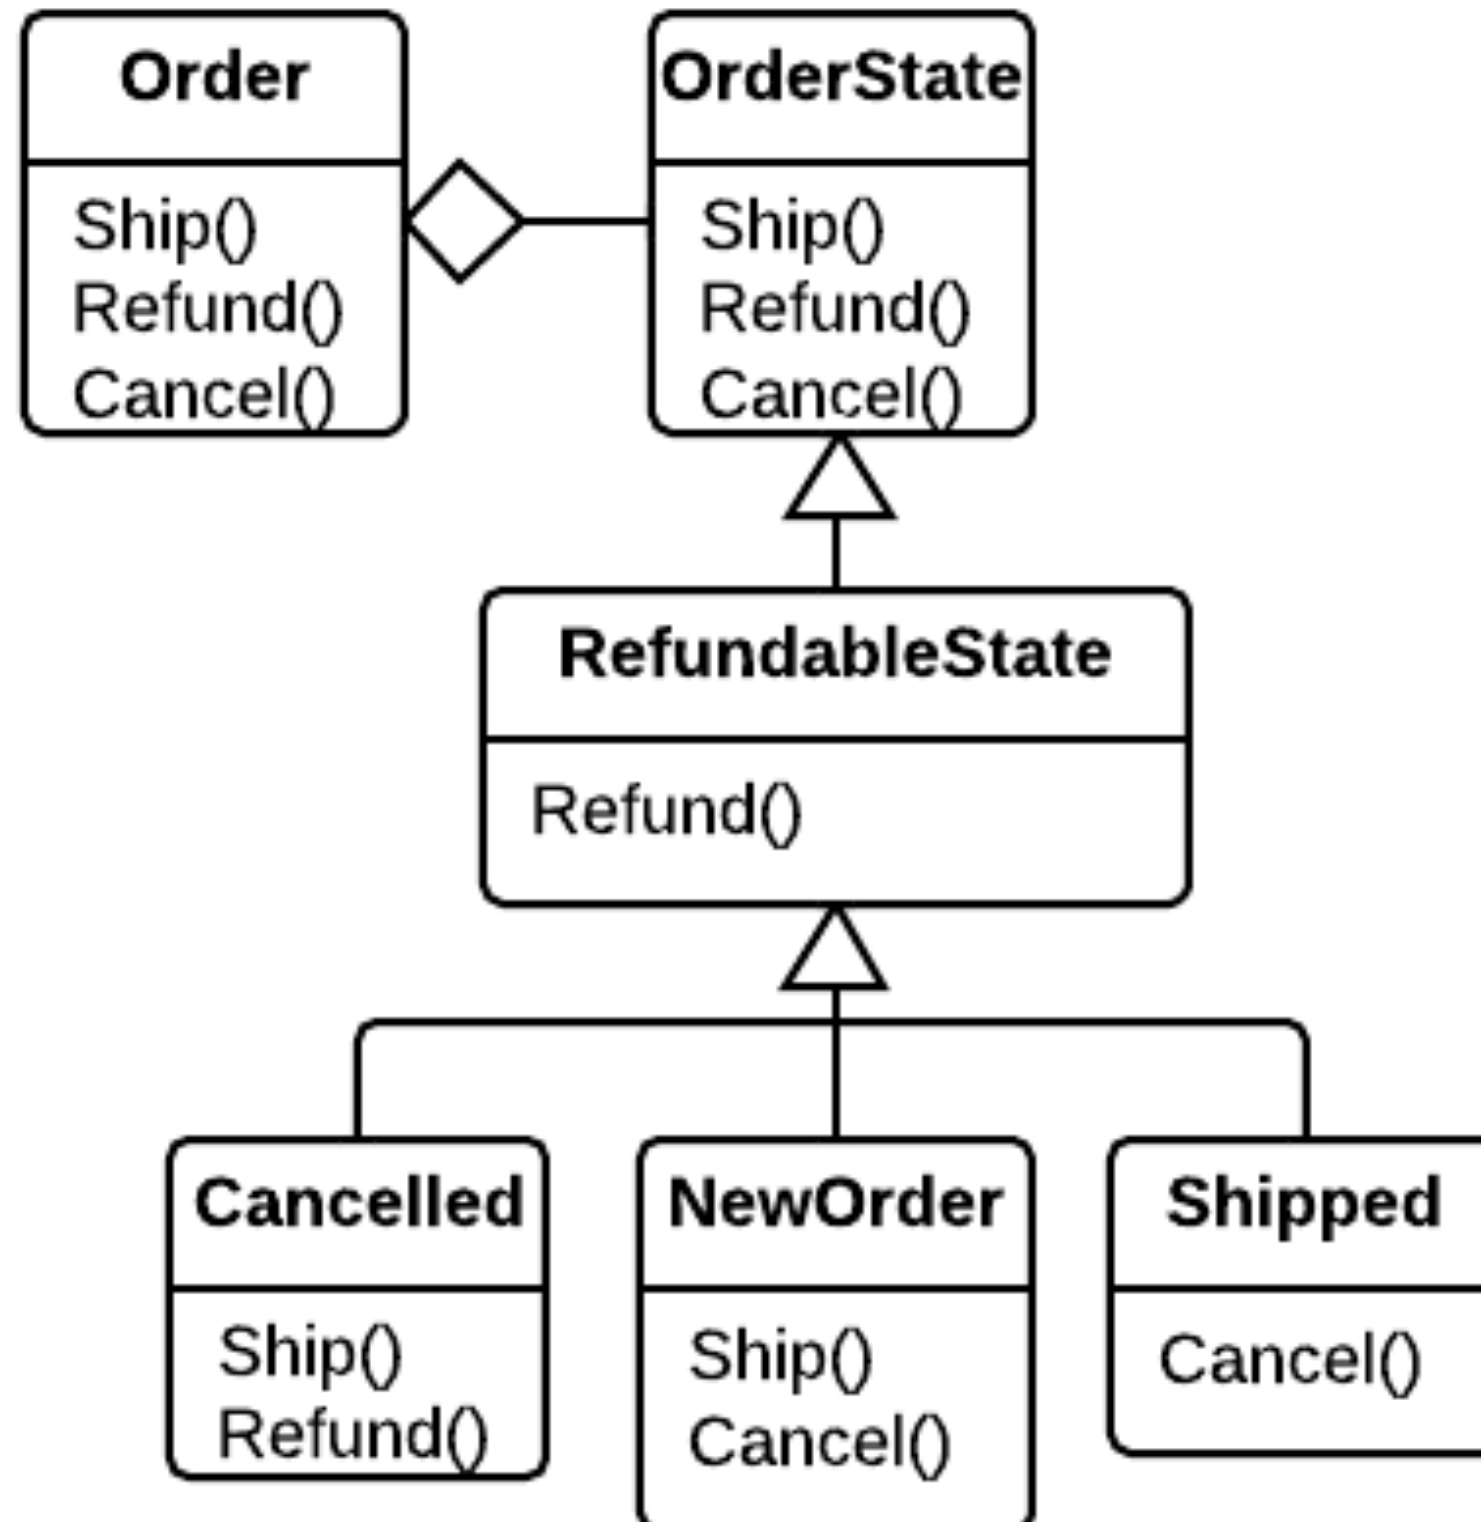 Order
Ship()
Refund()
Cancel()
OrderState
Ship()
Refund()
Cancel()
RefundableState
Refund()
Cancelled
Ship()
Refund()
NewOrder
Ship()
Cancel()
Shipped
Cancel()